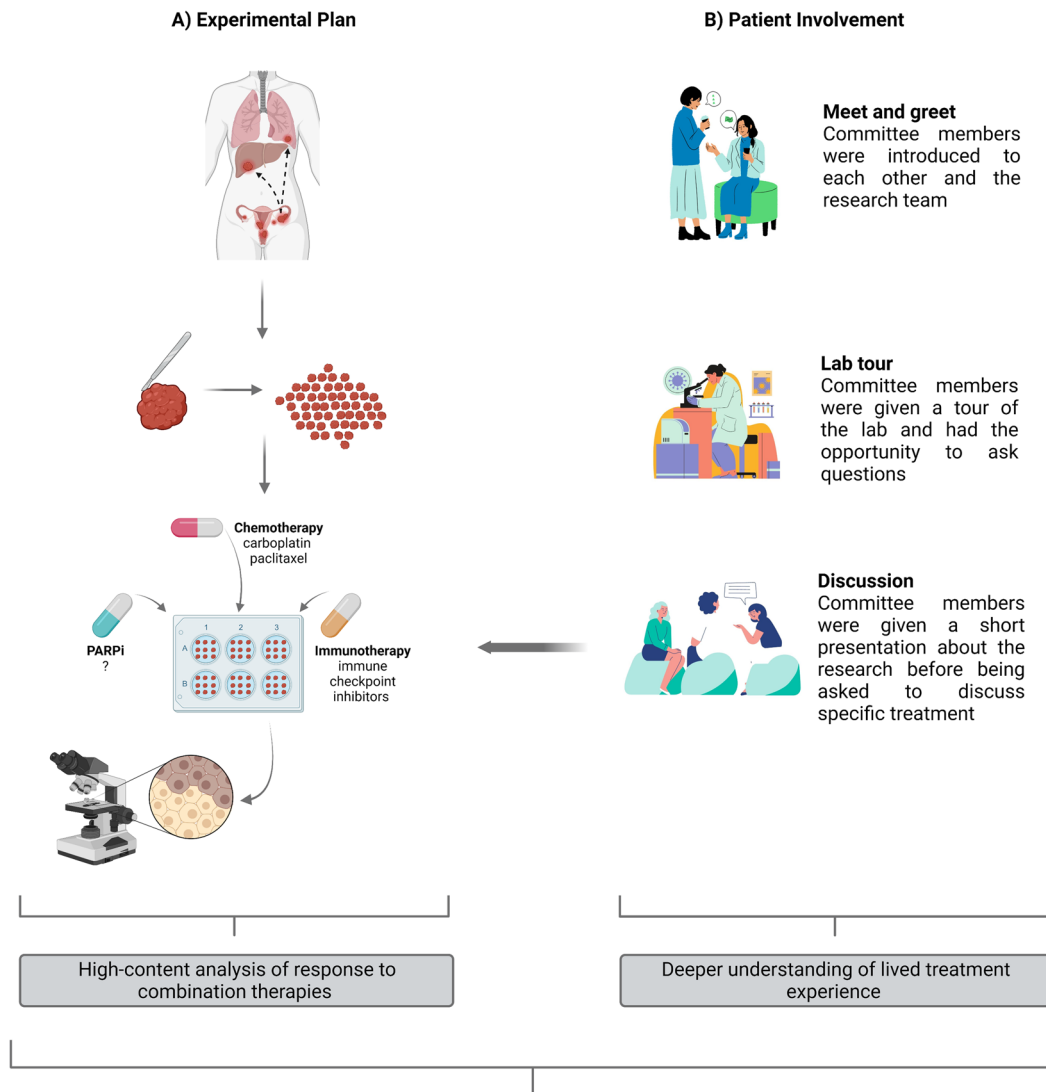 A) Experimental Plan
B) Patient Involvement
Meet and greet
Committee members
were introduced to
each other and the
research team
Lab tour
Committee members
were given a tour of
the lab and had the
opportunity to ask
questions
Chemotherapy
carboplatin
paclitaxel
PARPi
?
1 2 3
A
B
Immunotherapy
immune
checkpoint
inhibitors
Discussion
Committee members
were given a short
presentation about the
research before being
asked to discuss
specific treatment
High-content analysis of response to
combination therapies
Deeper understanding of lived treatment
experience